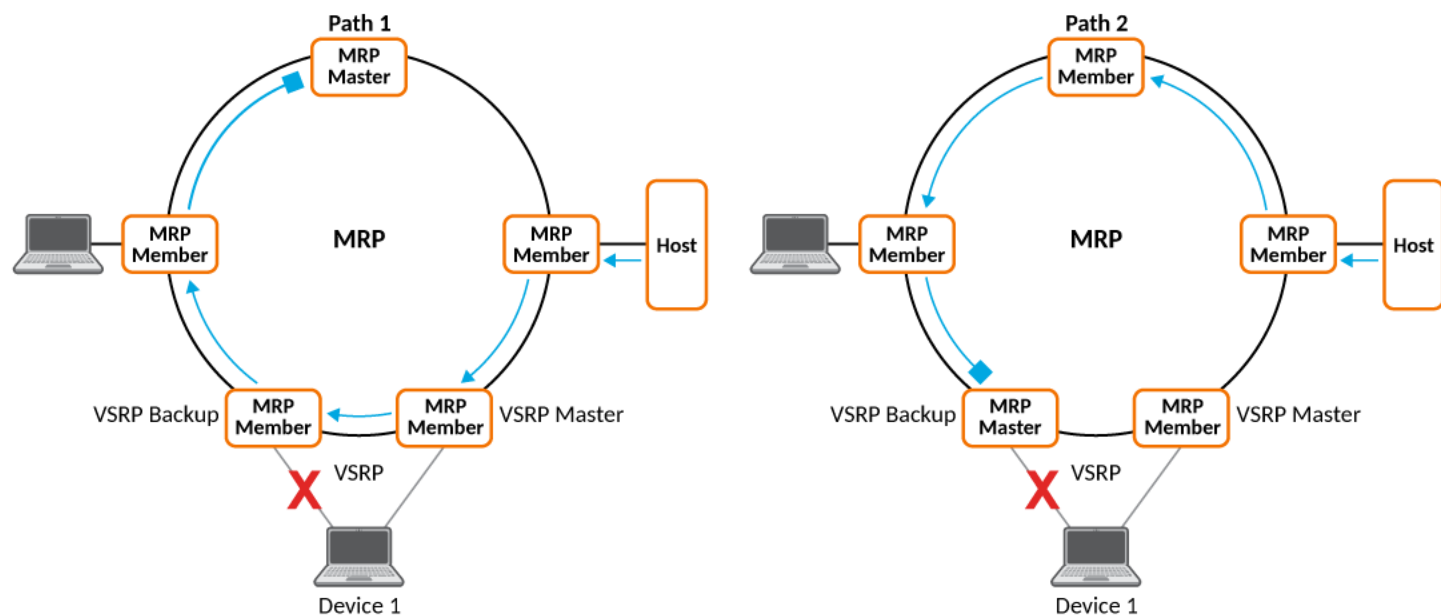 Path 1
MRP
Master
MRP
Member
MRP
MRP
Member
Host
VSRP Backup
MRP
Member
MRP
Member
VSRP Master
VSRP
X
Device 1
Path 2
MRP
Member
MRP
Member
MRP
MRP
Member
Host
VSRP Backup
MRP
Master
MRP
Member
VSRP Master
VSRP
X
Device 1